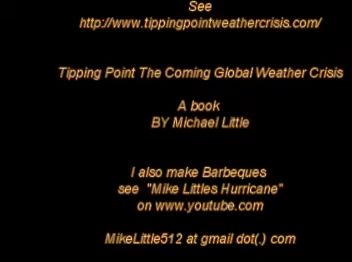 See
http://www.tippingpointweathercrisis.com/
Tipping Point The Coming Global Weather Crisis
A book
BY Michael Little
I also make Barbeques
see "Mike Littles Hurricane"
on www.youtube.com
MikeLittle512 at gmail dot(.) com